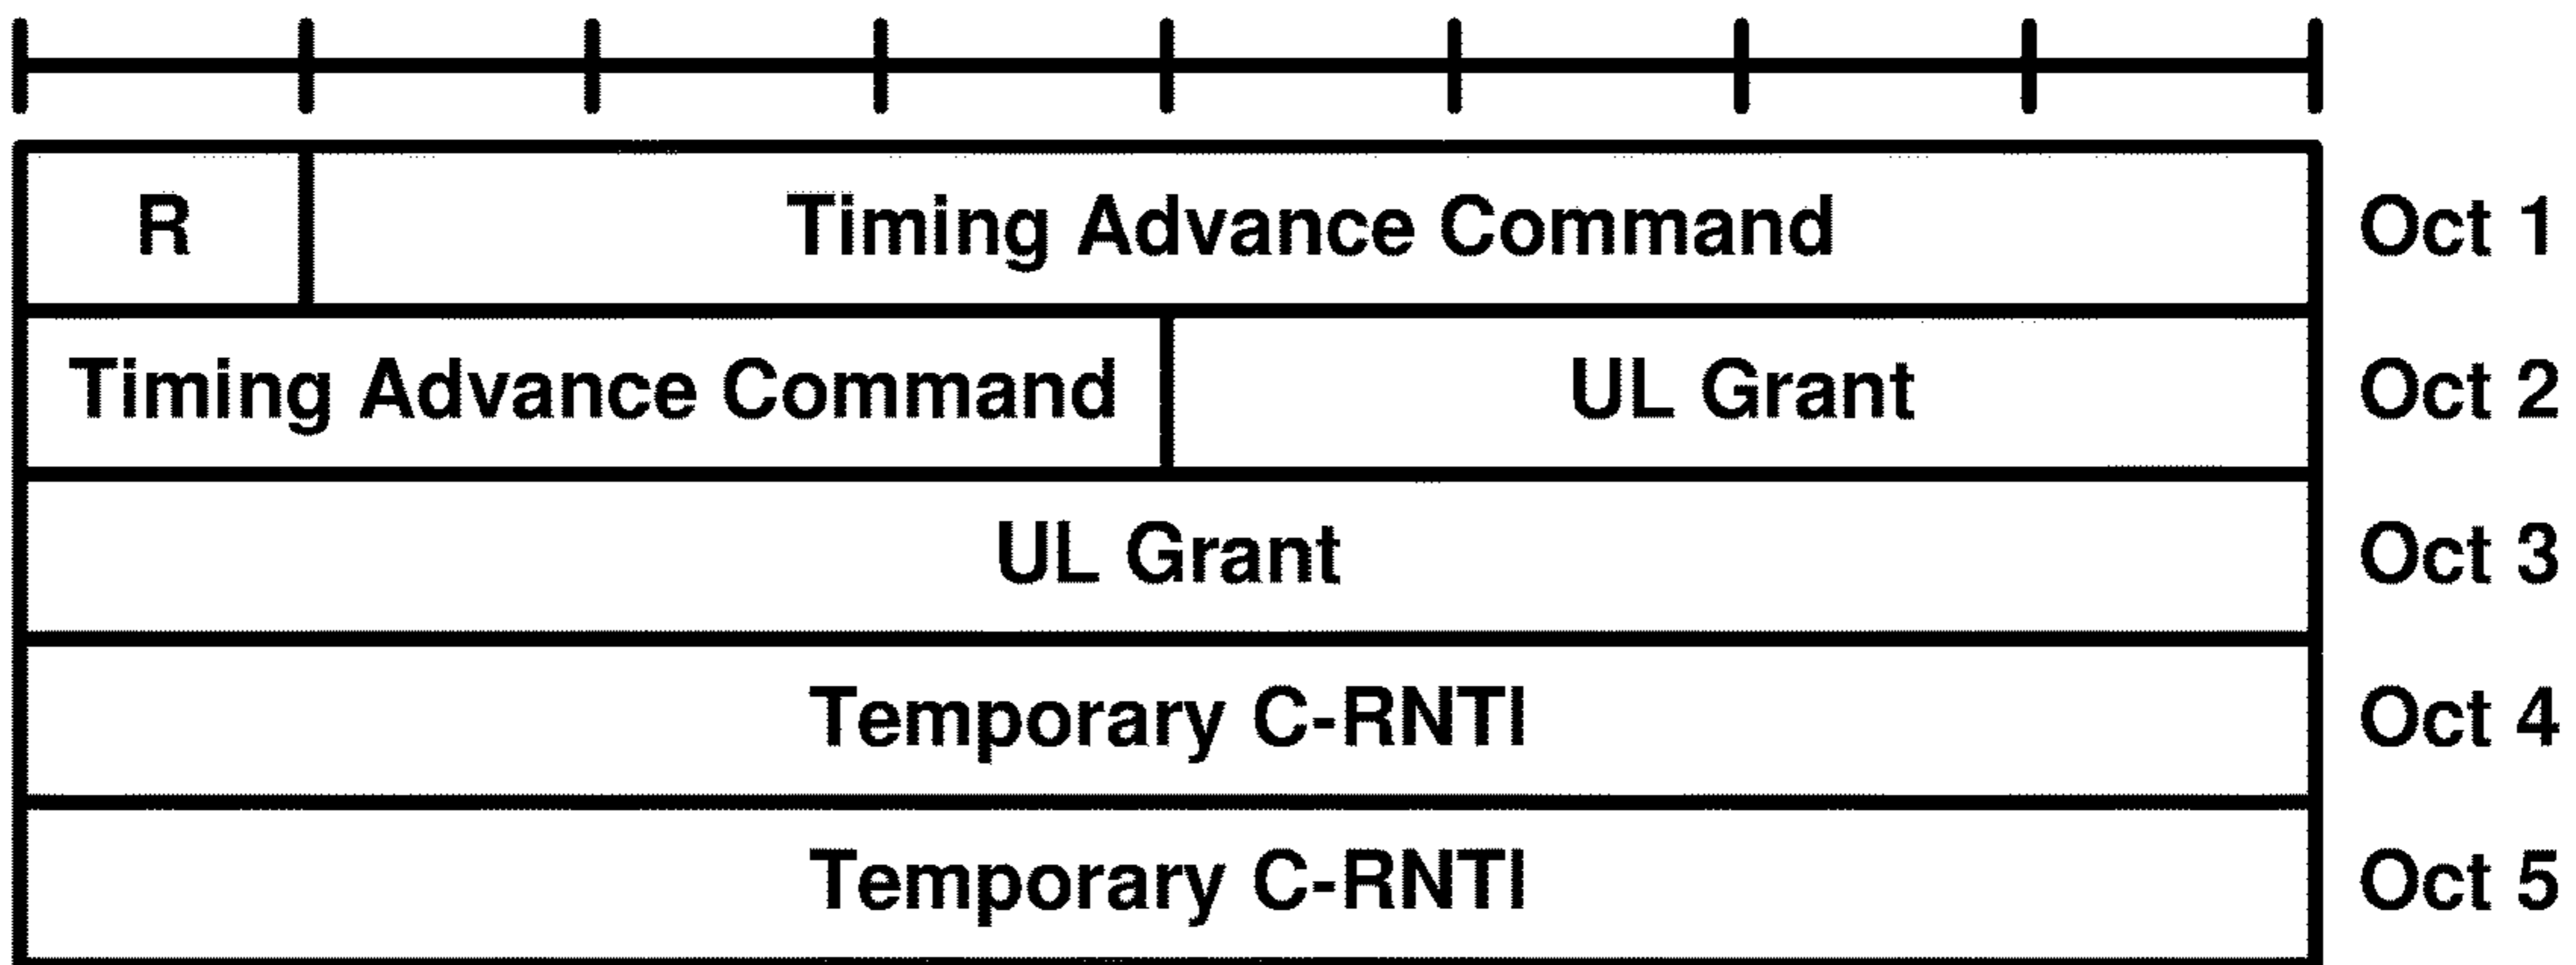 R Timing Advance Command Oct 1
Timing Advance Command UL Grant Oct 2
UL Grant Oct 3
Temporary C-RNTI Oct 4
Temporary C-RNTI Oct 5